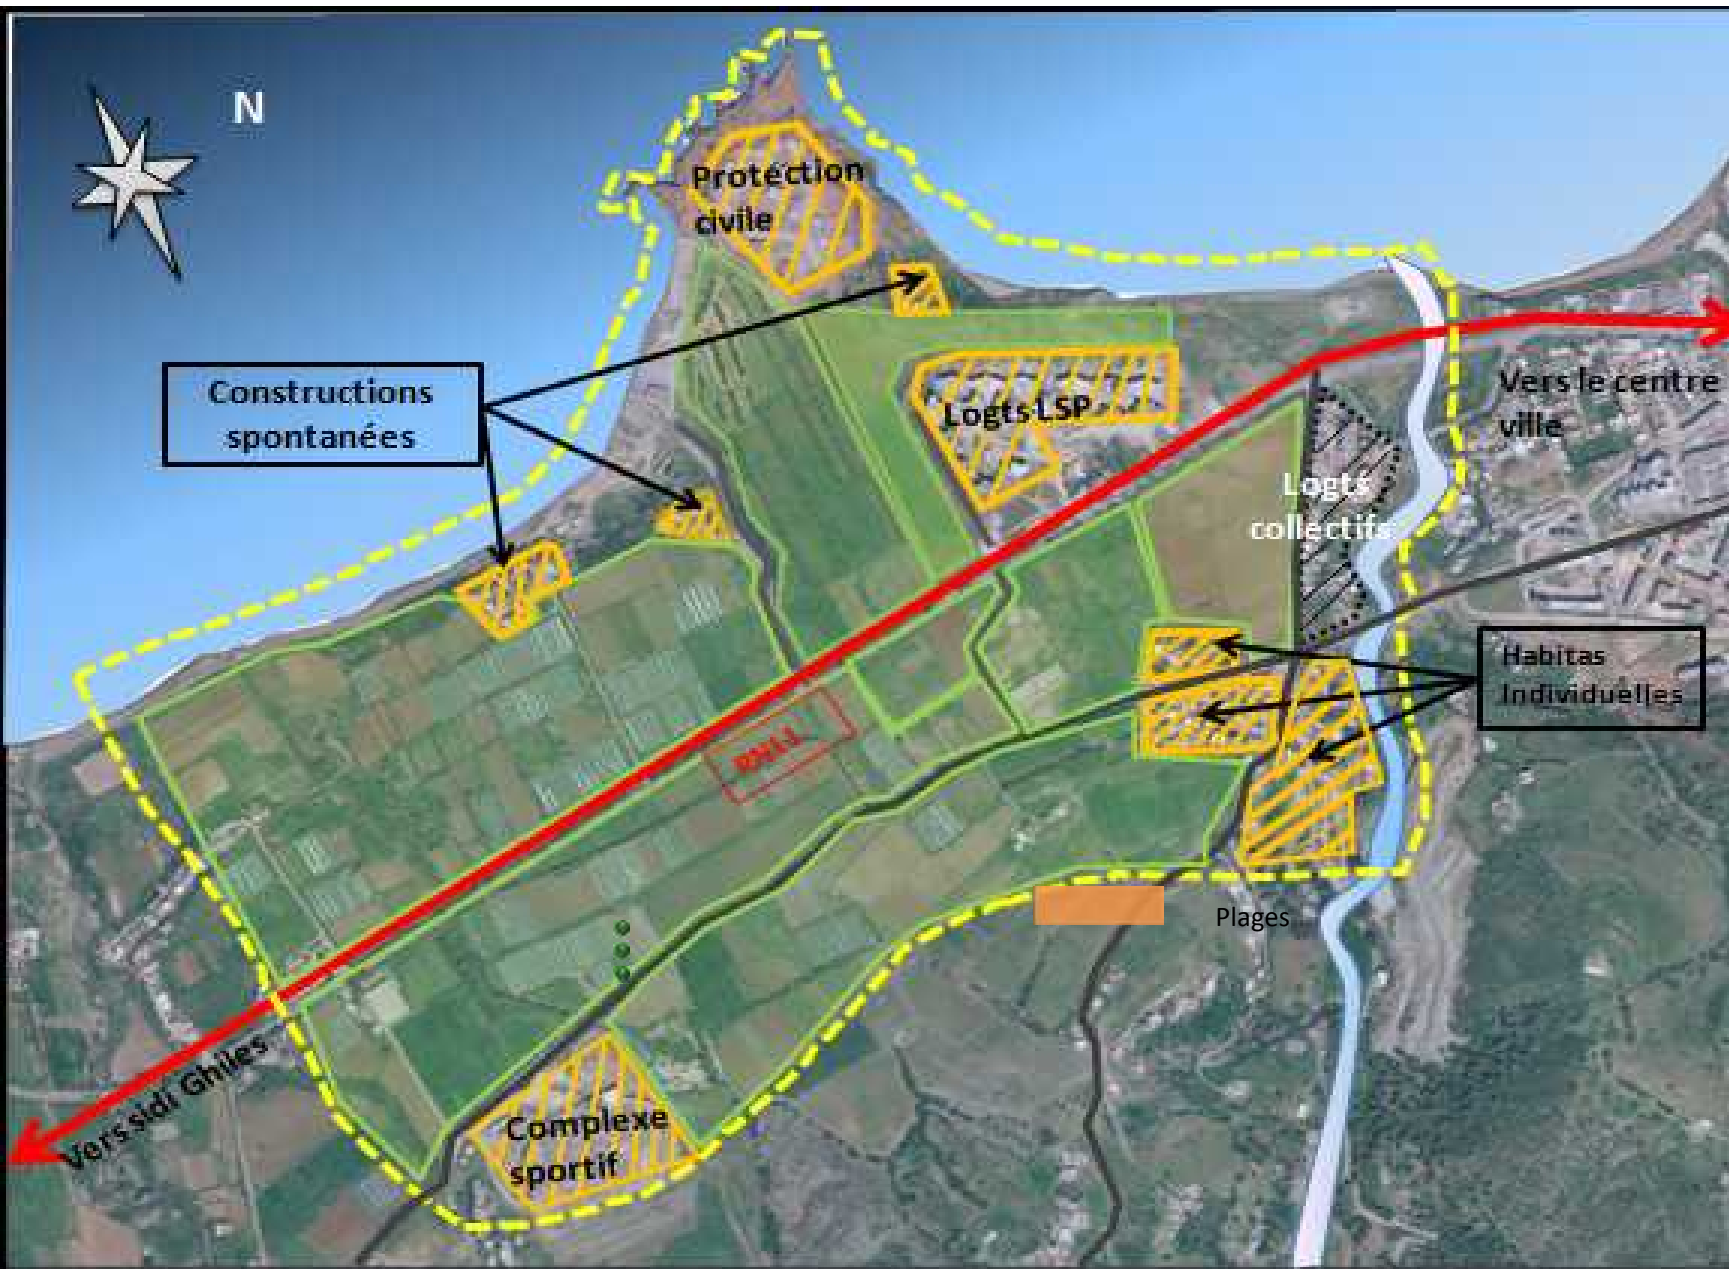 N
Protection
civile
Constructions
spontanées
Logts LSP
Vers le centre
ville
Logts
collectifs
Habitas
Individuelles
RN11
Plages
Vers sidi Ghiles
Complexe
sportif